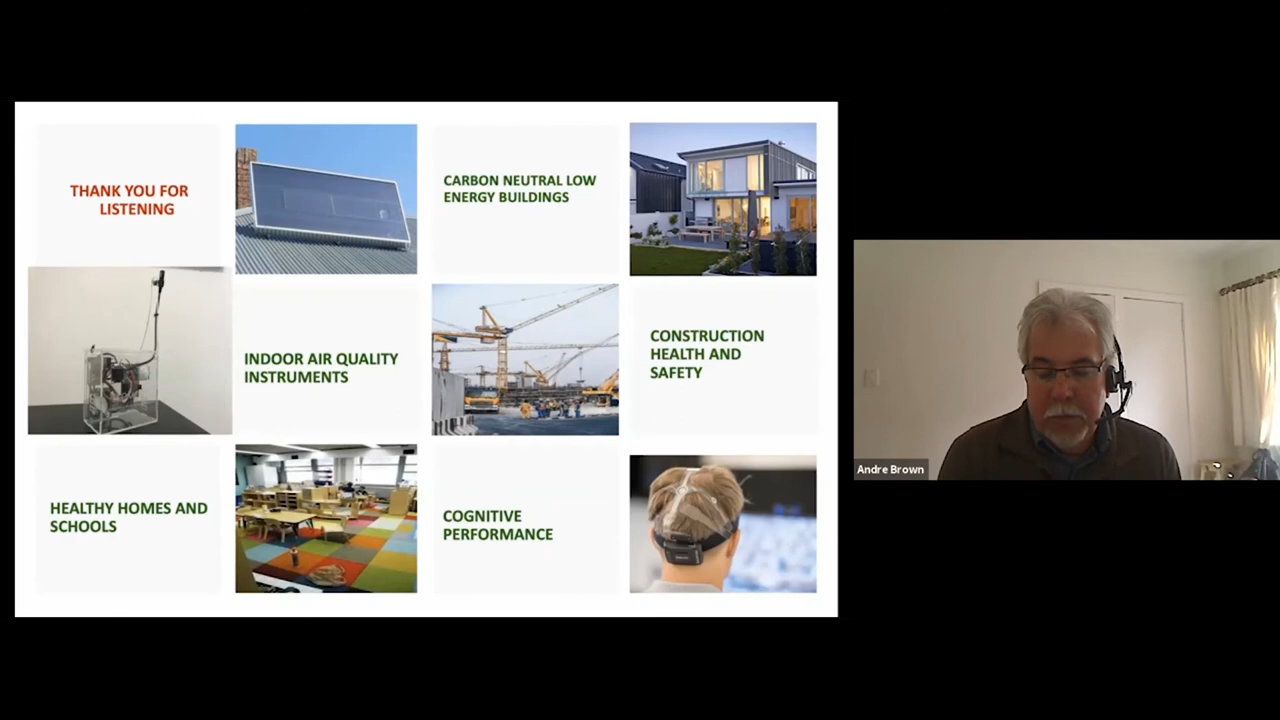 THANK YOU FOR
LISTENING
CARBON NEUTRAL LOW
ENERGY BUILDINGS
INDOOR AIR QUALITY
INSTRUMENTS
CONSTRUCTION
HEALTH AND
SAFETY
HEALTHY HOMES AND
SCHOOLS
COGNITIVE
PERFORMANCE
Andre Brown